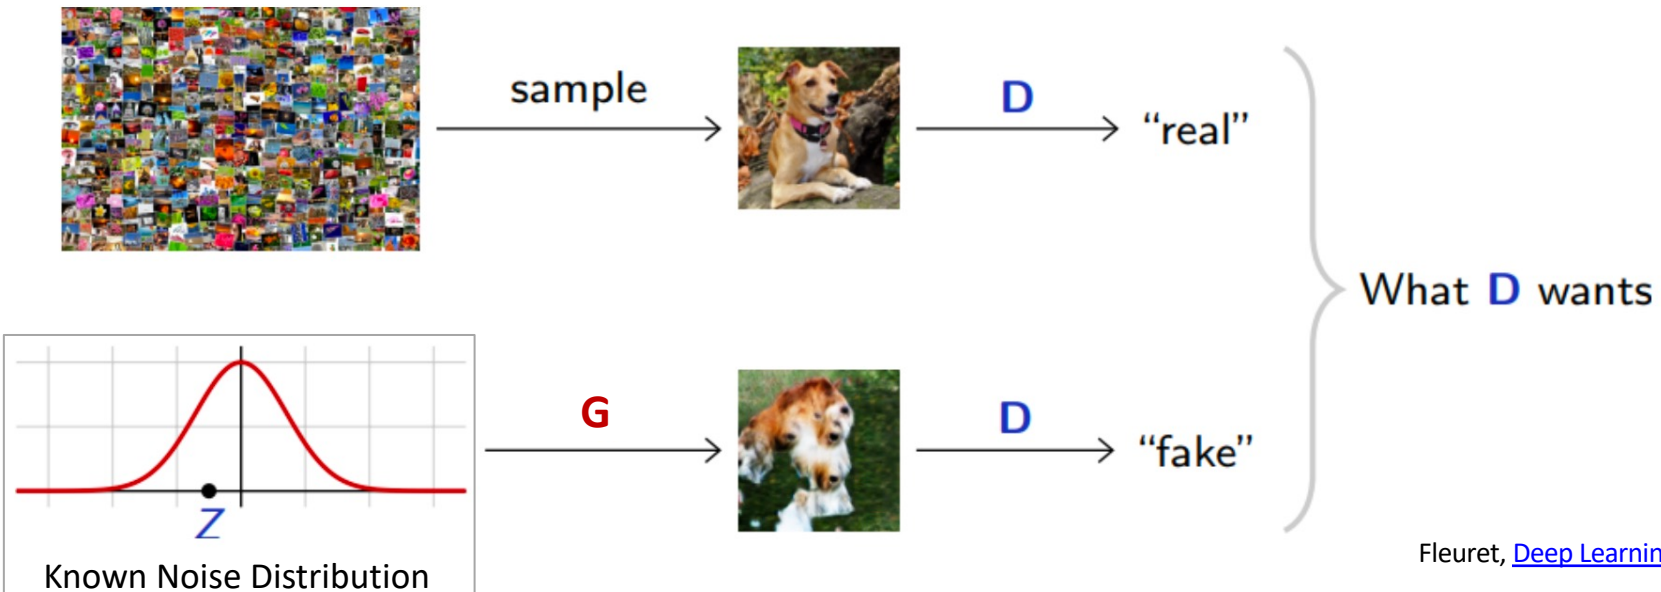 sample
D
“real”
What D wants
G
D
“fake”
Z
Known Noise Distribution
Fleuret, Deep Learnin